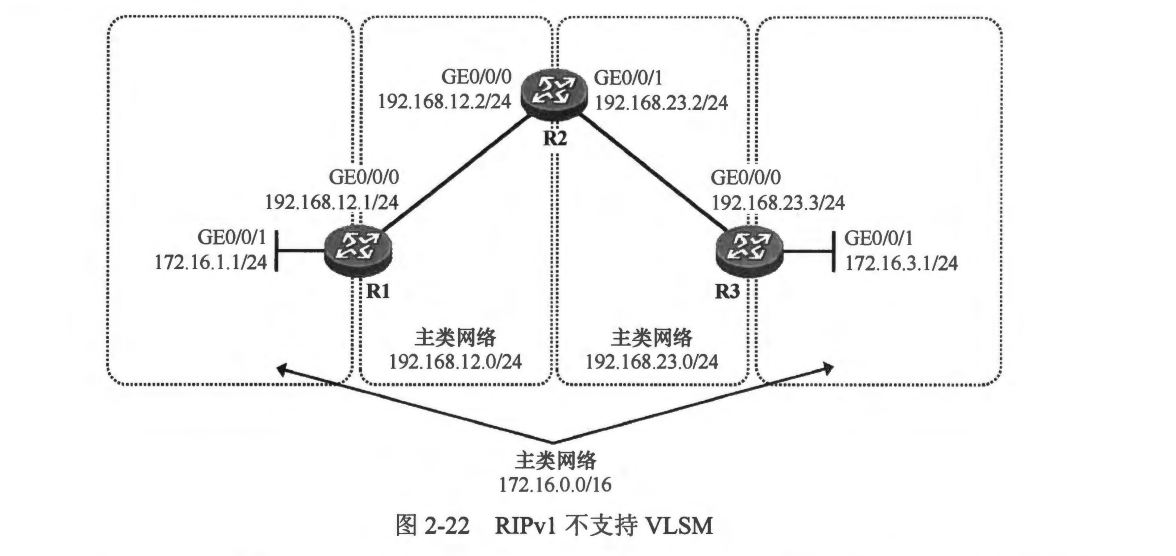 GE0/0/0
192.168.12.2/24
GE0/0/1
192.168.23.2/24
R2
GE0/0/0
192.168.12.1/24
GE0/0/0
192.168.23.3/24
GE0/0/1
172.16.1.1/24
GE0/0/1
172.16.3.1/24
R1
R3
主类网络
192.168.12.0/24
主类网络
192.168.23.0/24
主类网络
172.16.0.0/16
图 2-22 RIPv1 不支持 VLSM